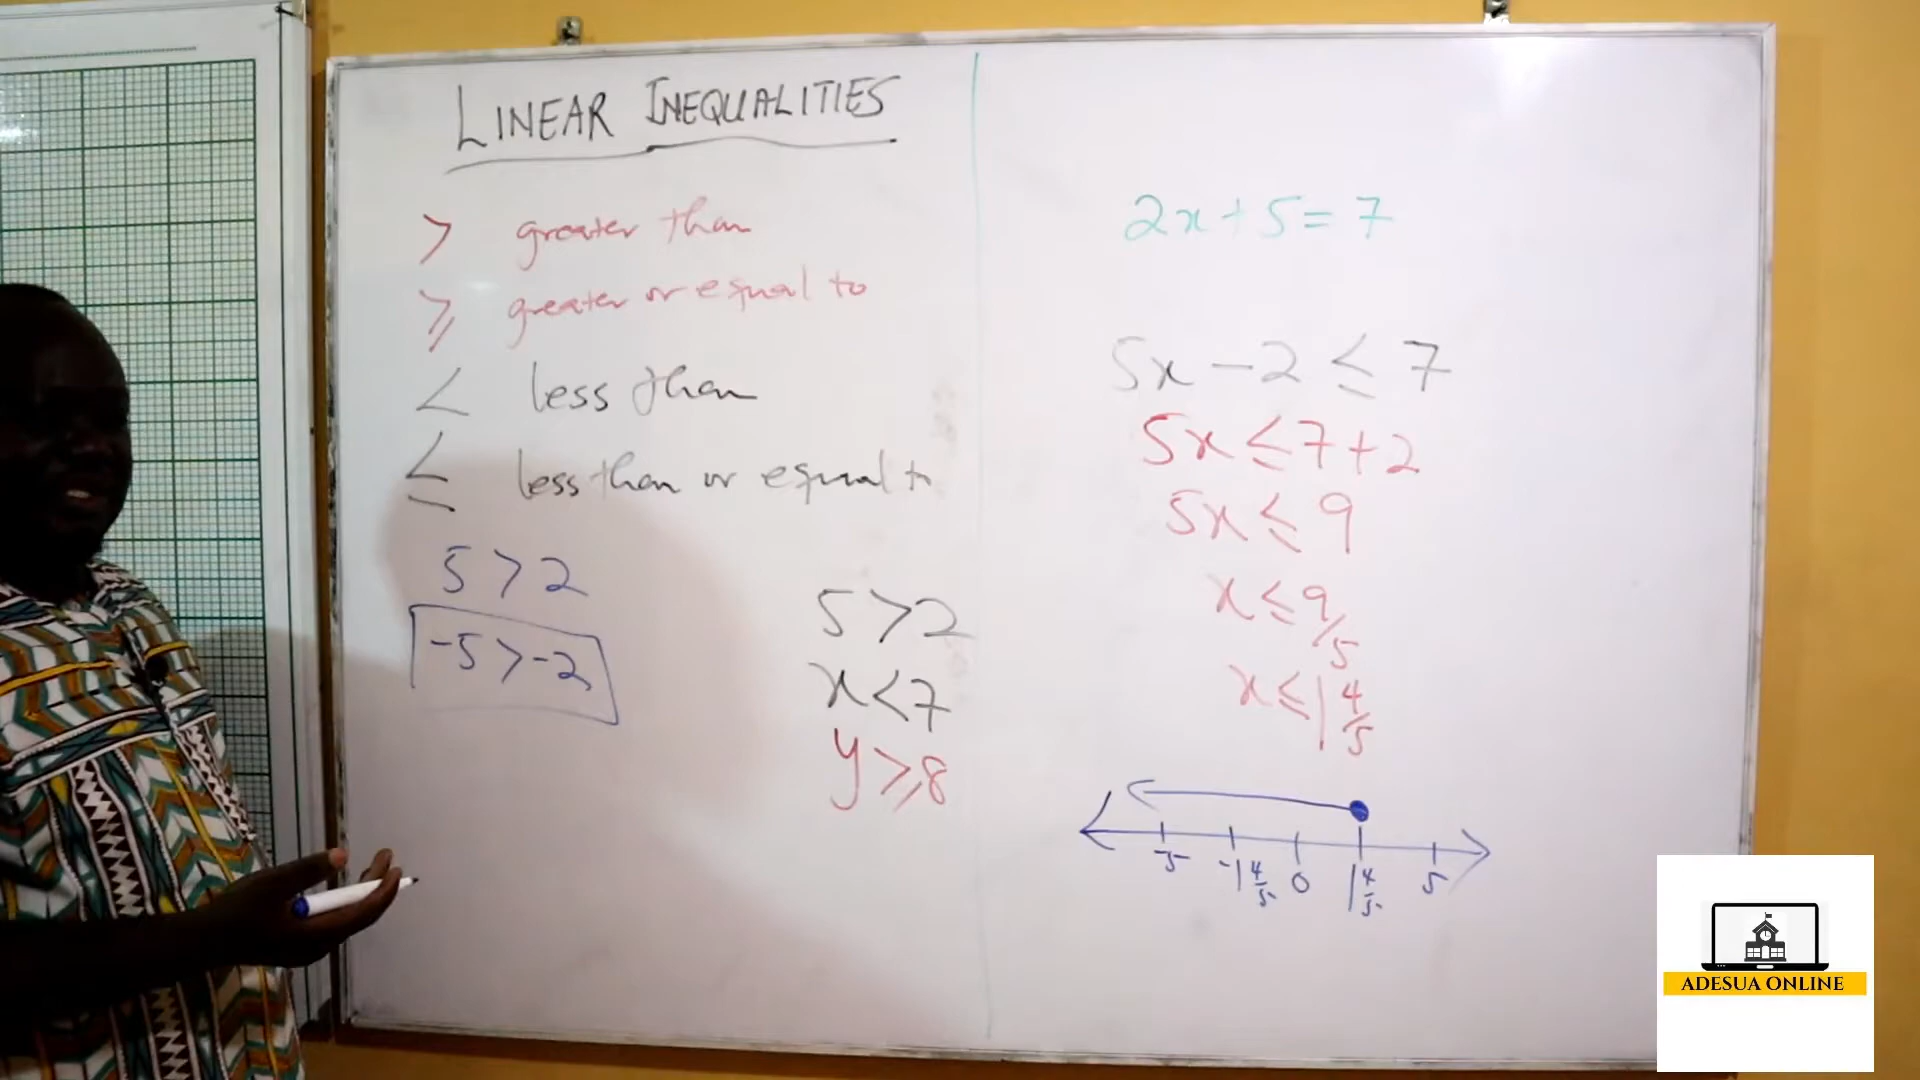 LINEAR INEQUALITIES
> greater than
≥ greater or equal to
< less than
≤ less than or equal to
5 > 2
-5 > -2
5 > 2
x < 7
y ≥ 8
2x + 5 = 7
5x - 2 ≤ 7
5x ≤ 7 + 2
5x ≤ 9
x ≤ 9/5
x ≤ 1 4/5
-5 -1 4/5 0 1 4/5 5
ADESUA ONLINE